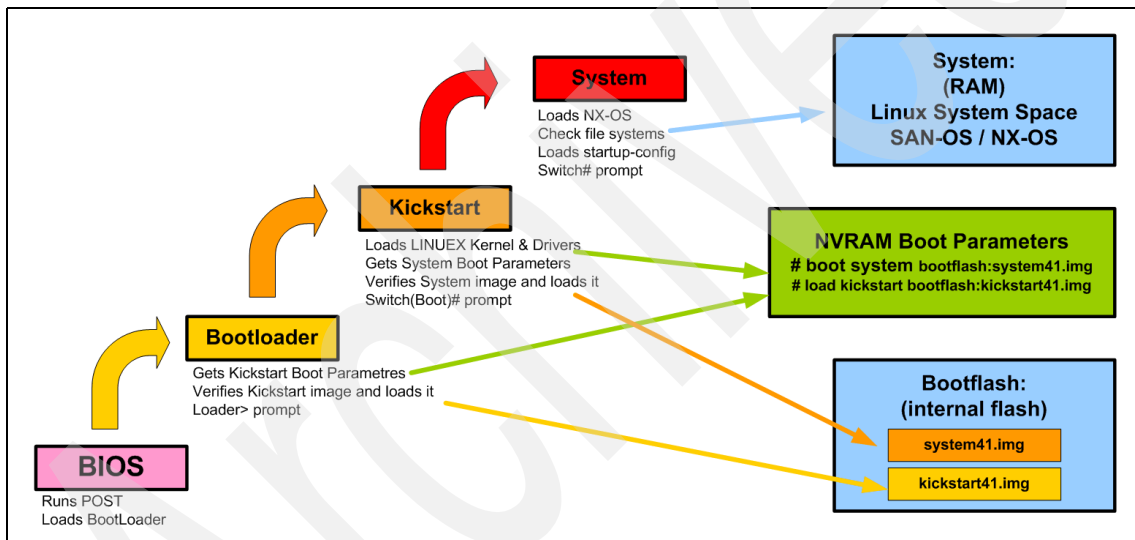 System
Loads NX-OS
Check file systems
Loads startup-config
Switch# prompt
System:
(RAM)
Linux System Space
SAN-OS / NX-OS
Kickstart
Loads LINUEX Kernel & Drivers
Gets System Boot Parameters
Verifies System image and loads it
Switch(Boot)# prompt
NVRAM Boot Parameters
# boot system bootflash:system41.img
# load kickstart bootflash:kickstart41.img
Bootloader
Gets Kickstart Boot Parametres
Verifies Kickstart image and loads it
Loader> prompt
Bootflash:
(internal flash)
system41.img
kickstart41.img
BIOS
Runs POST
Loads BootLoader